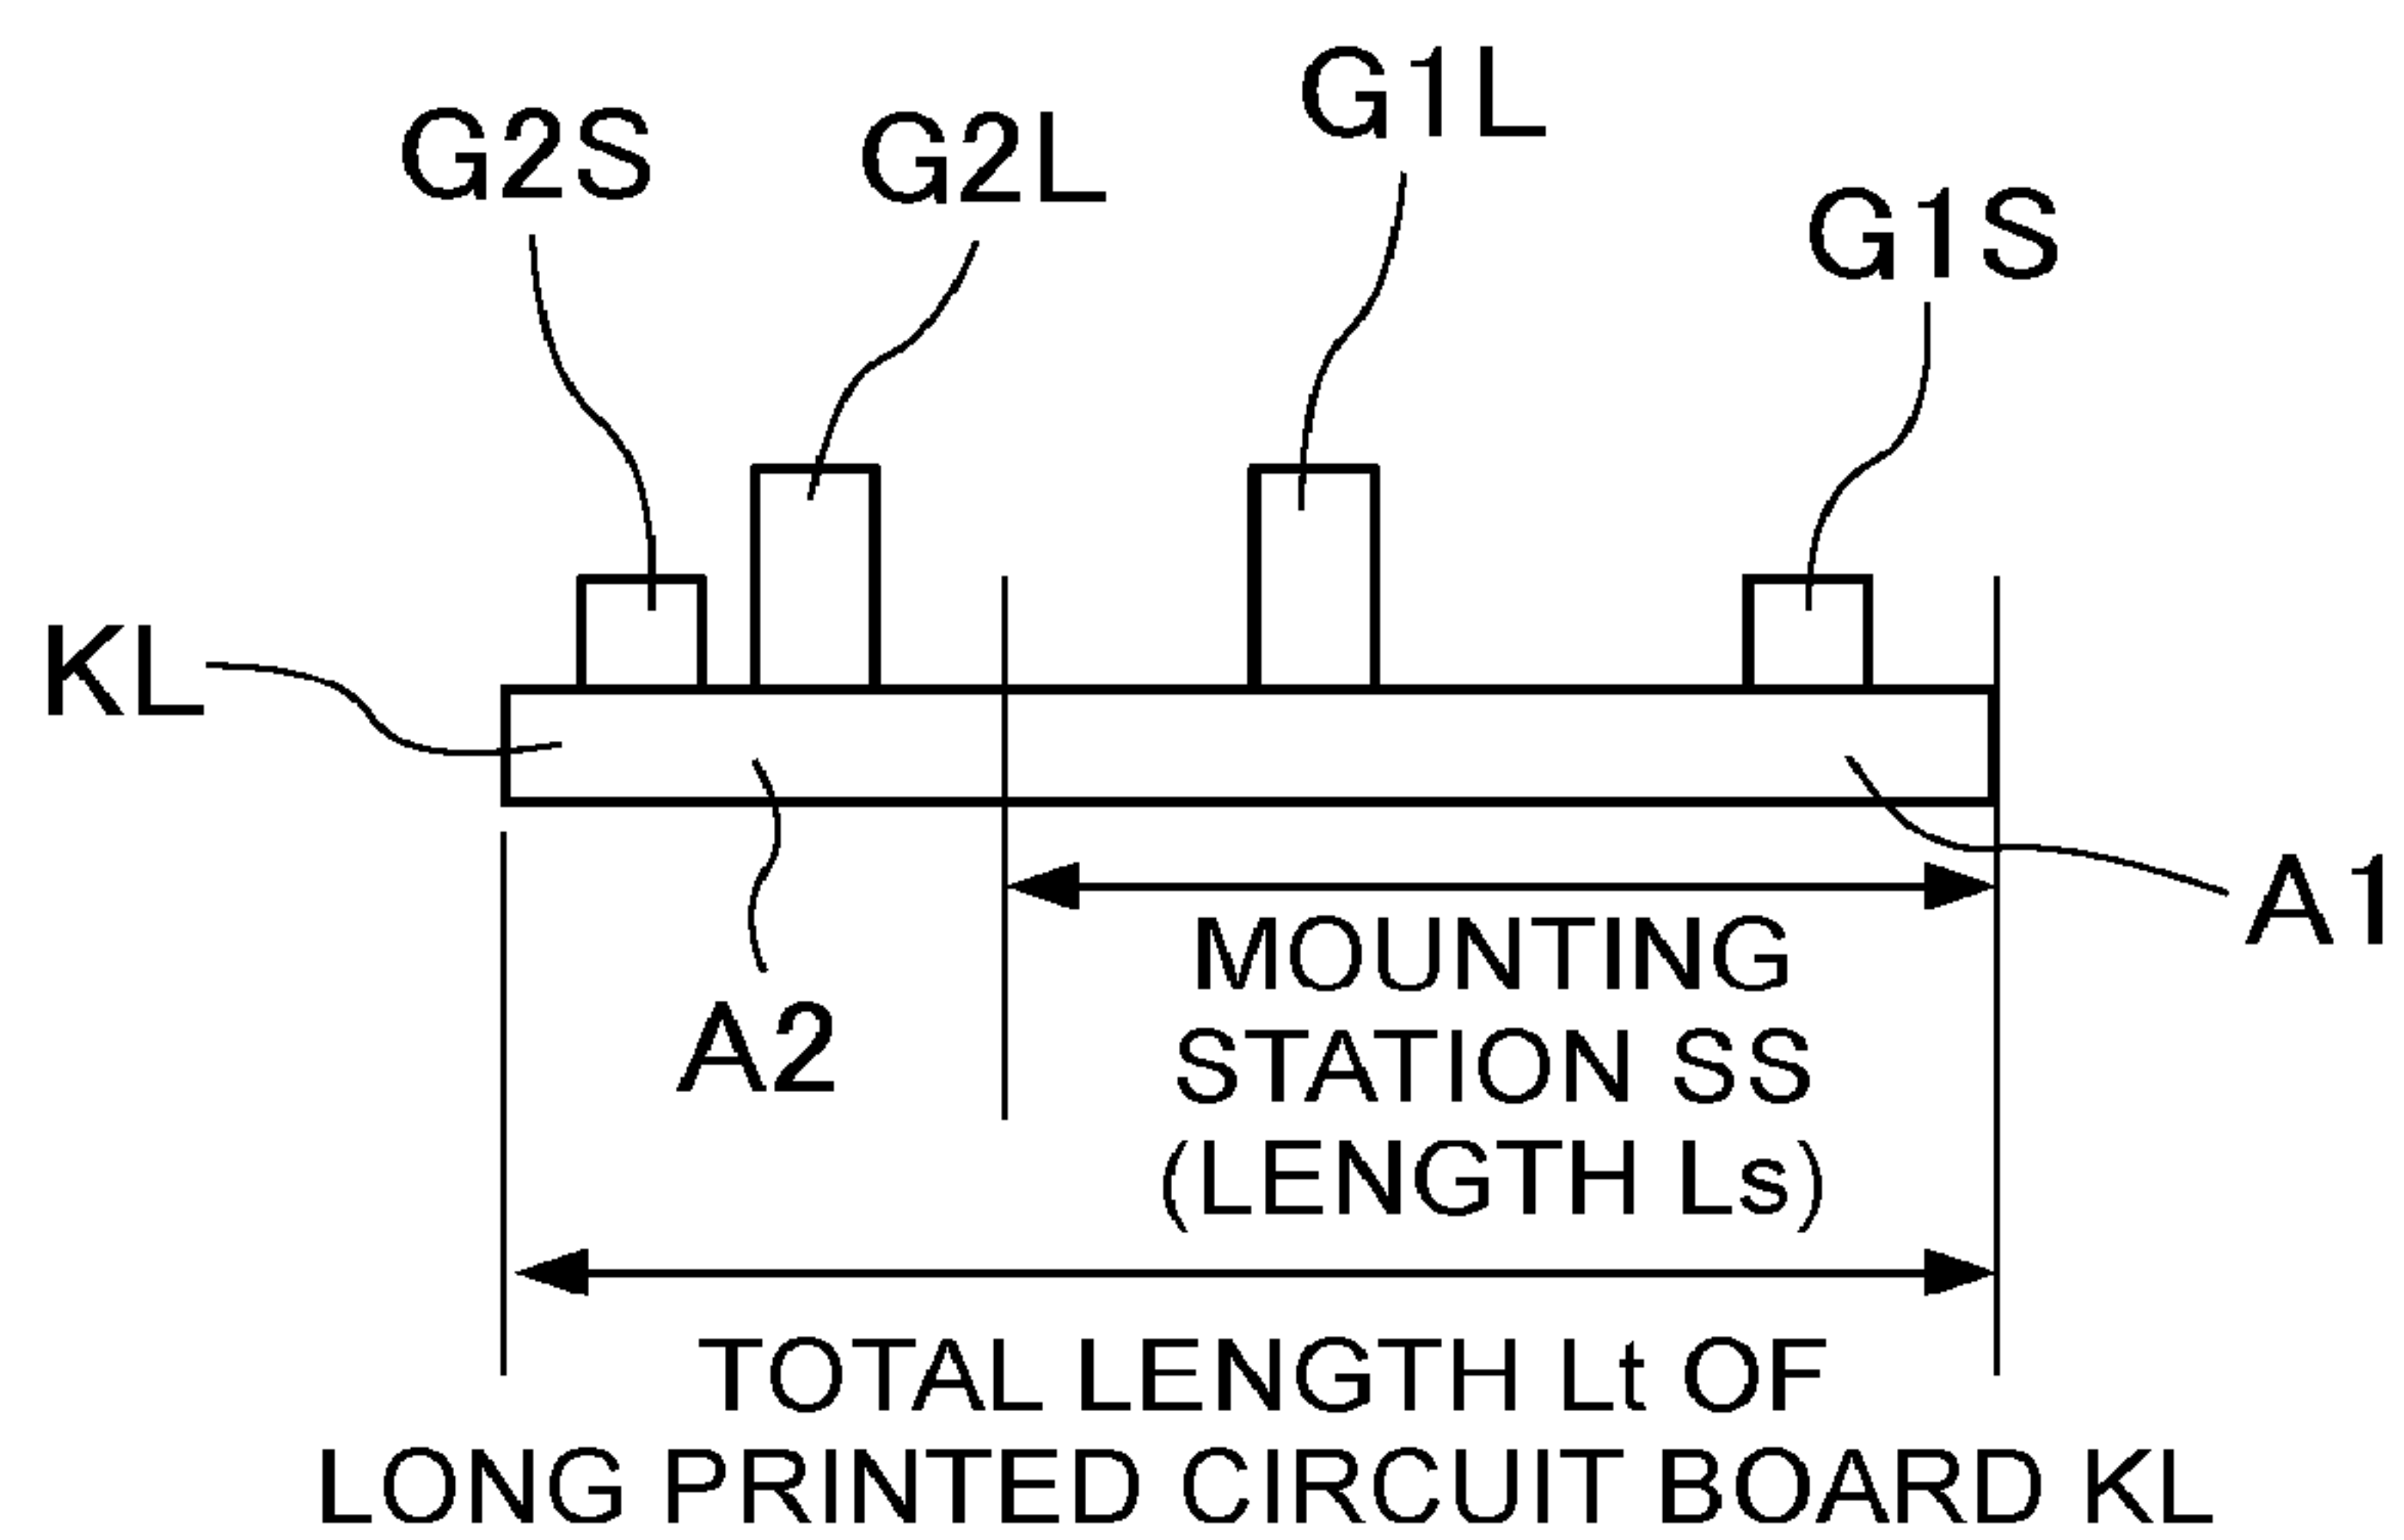 G1L
G2S
G2L
G1S
KL
A1
A2
MOUNTING
STATION SS
(LENGTH Ls)
TOTAL LENGTH Lt OF
LONG PRINTED CIRCUIT BOARD KL